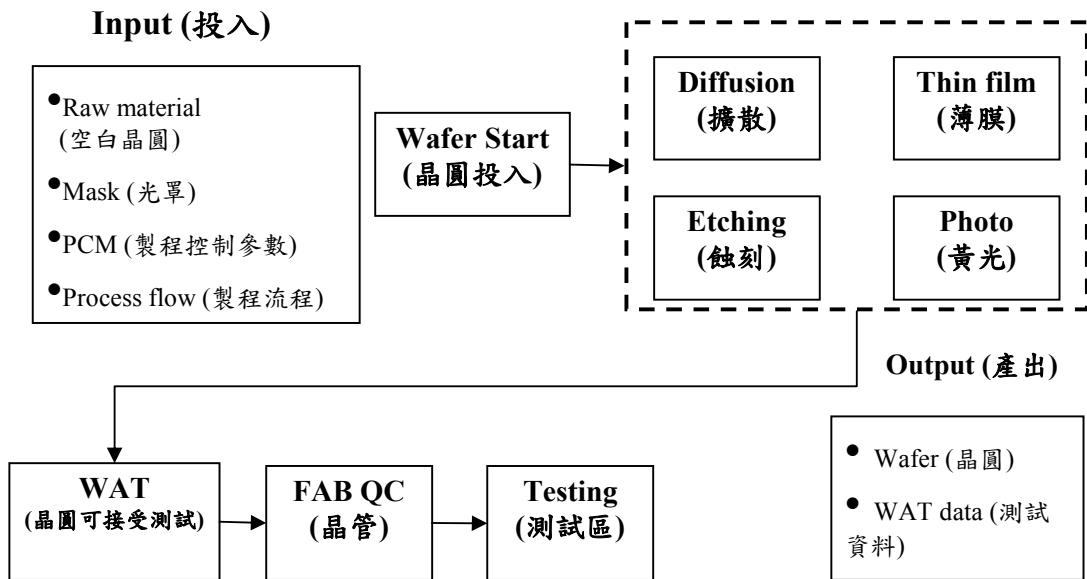 Input (投入)
•Raw material
(空白晶圓)
•Mask (光罩)
•PCM (製程控制參數)
•Process flow (製程流程)
Wafer Start
(晶圓投入)
Diffusion
(擴散)
Thin film
(薄膜)
Etching
(蝕刻)
Photo
(黃光)
Output (產出)
WAT
(晶圓可接受測試)
FAB QC
(晶管)
Testing
(測試區)
• Wafer (晶圓)
• WAT data (測試
資料)